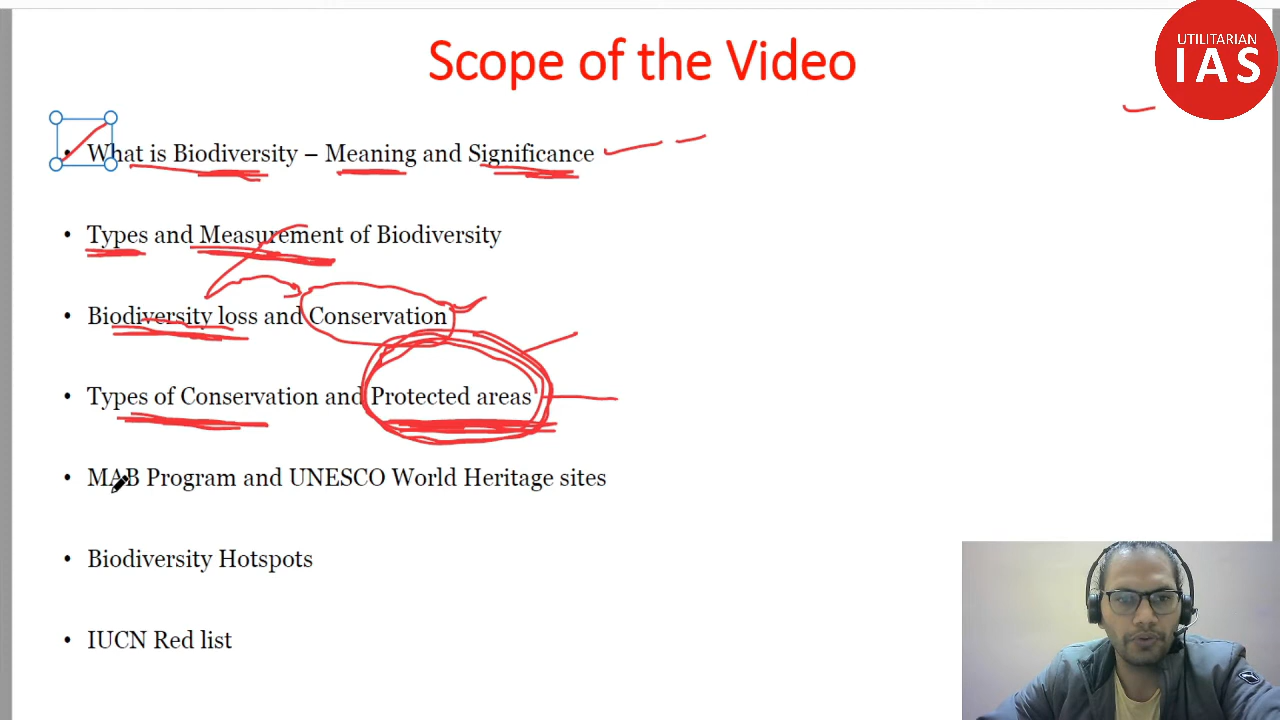 Scope of the Video
UTILITARIAN
IAS
• What is Biodiversity – Meaning and Significance
• Types and Measurement of Biodiversity
• Biodiversity loss and Conservation
• Types of Conservation and Protected areas
• MAB Program and UNESCO World Heritage sites
• Biodiversity Hotspots
• IUCN Red list